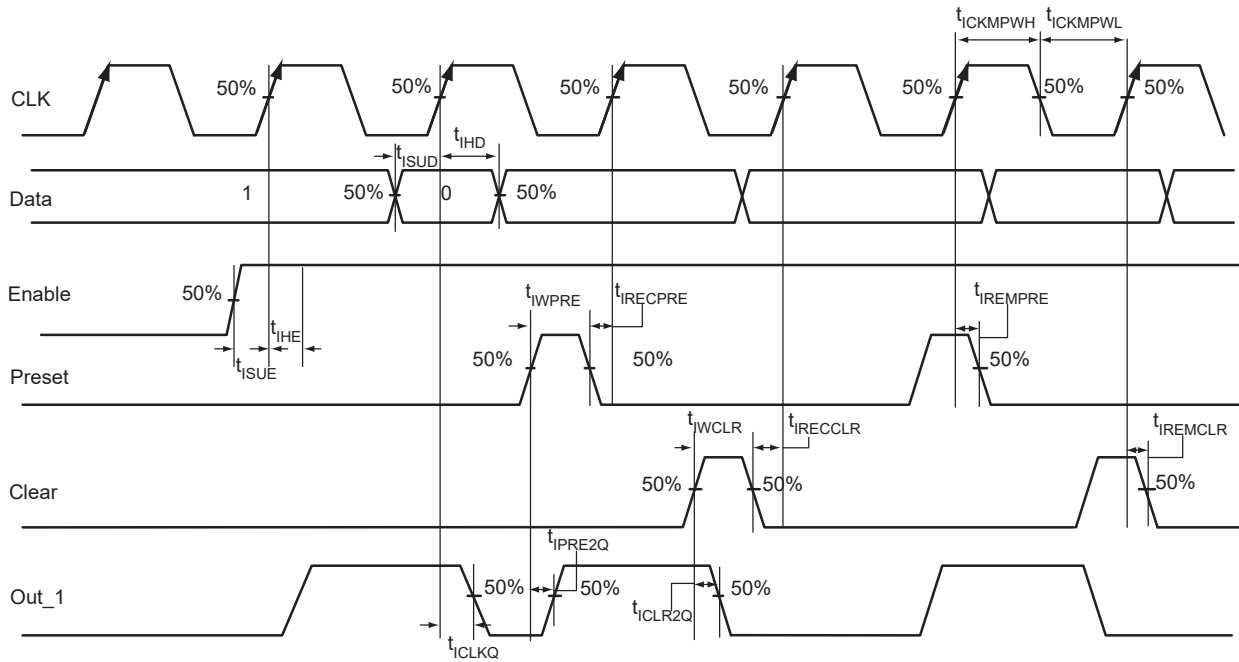 tICKMPWH tICKMPWL
CLK 50% 50% 50% 50% 50% 50% 50%
tISUD tIHD
Data 1 50% 0 50%
Enable 50%
tIWPRE tIRECPRE tIREMPRE
tIHE
tISUE
Preset 50% 50% 50%
tIWCLR tIRECCLR tIREMCLR
Clear 50% 50% 50%
tIPRE2Q
Out_1 50% 50% 50%
tICLR2Q
tICLKQ